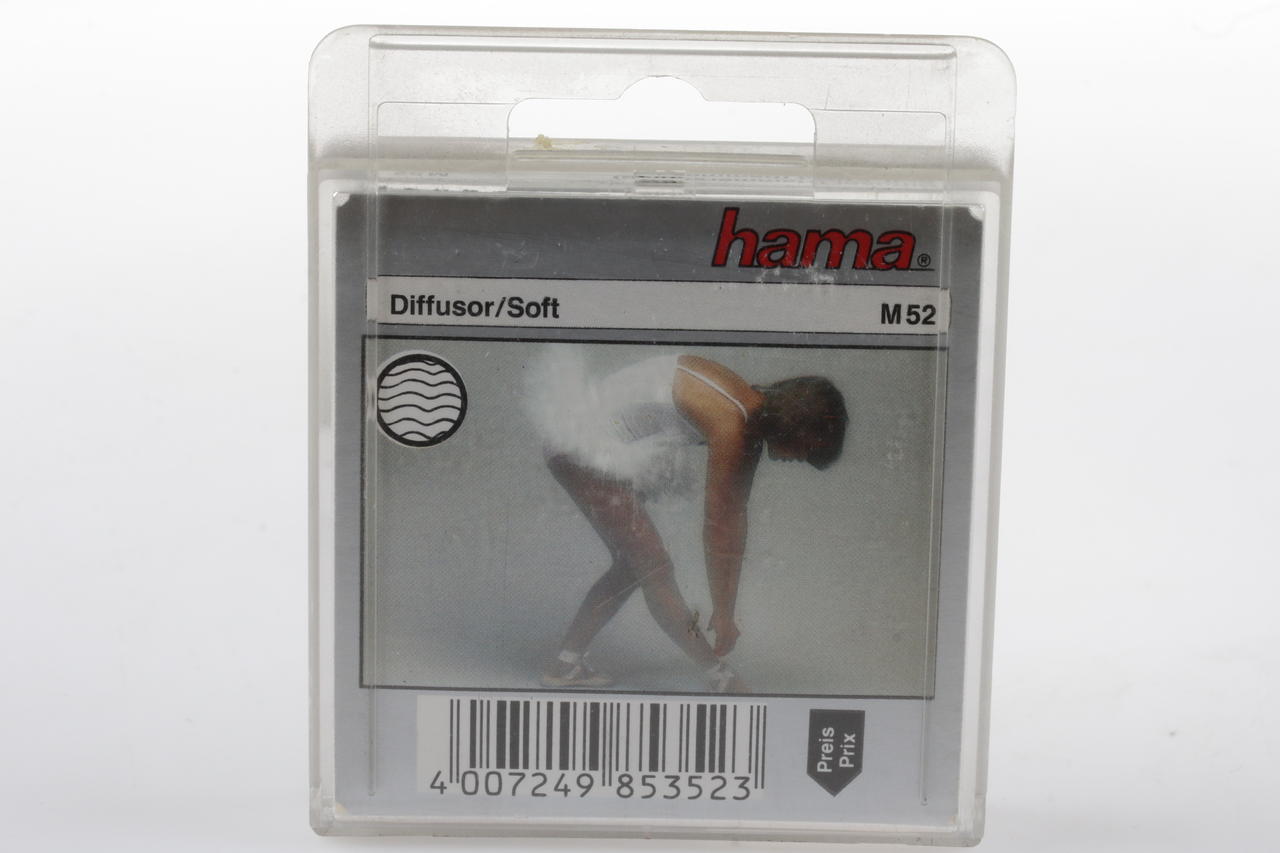 hama®
Diffusor/Soft M52
4 007249 853523
Preis
Prix